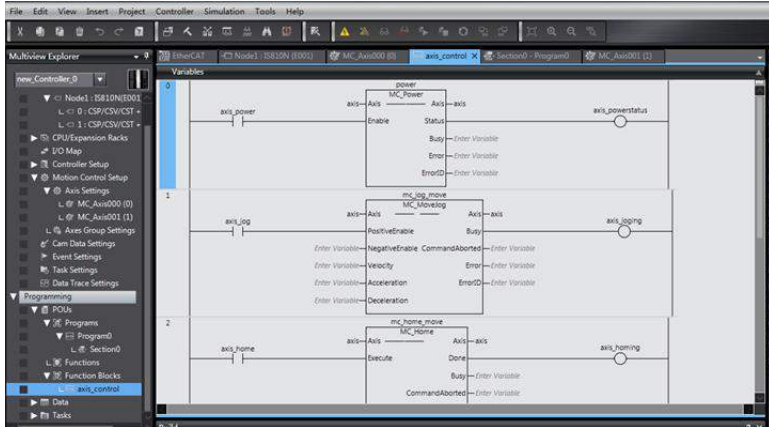 File Edit View Insert Project Controller Simulation Tools Help
Multiview Explorer
new_Controller_0
Node1 : IS810N(E001
0 : CSP/CSV/CST +
1 : CSP/CSV/CST +
CPU/Expansion Racks
I/O Map
Controller Setup
Motion Control Setup
Axis Settings
MC_Axis000 (0)
MC_Axis001 (1)
Axes Group Settings
Cam Data Settings
Event Settings
Task Settings
Data Trace Settings
Programming
POUs
Programs
Program0
Section0
Functions
Function Blocks
axis_control
Data
Tasks
EtherCAT Node1 : IS810N (E001) MC_Axis000 (0) axis_control X Section0 - Program0 MC_Axis001 (1)
Variables
0
power
MC_Power
axis Axis Axis axis
axis_power
Enable Status
axis_powerstatus
Busy Enter Variable
Error Enter Variable
ErrorID Enter Variable
1
mc_jog_move
MC_MoveJog
axis Axis Axis axis
axis_jog
PositiveEnable Busy
axis_joging
Enter Variable NegativeEnable CommandAborted Enter Variable
Enter Variable Velocity Error Enter Variable
Enter Variable Acceleration ErrorID Enter Variable
Enter Variable Deceleration
2
mc_home_move
MC_Home
axis Axis Axis axis
axis_home
Execute Done
axis_homing
Busy Enter Variable
CommandAborted Enter Variable